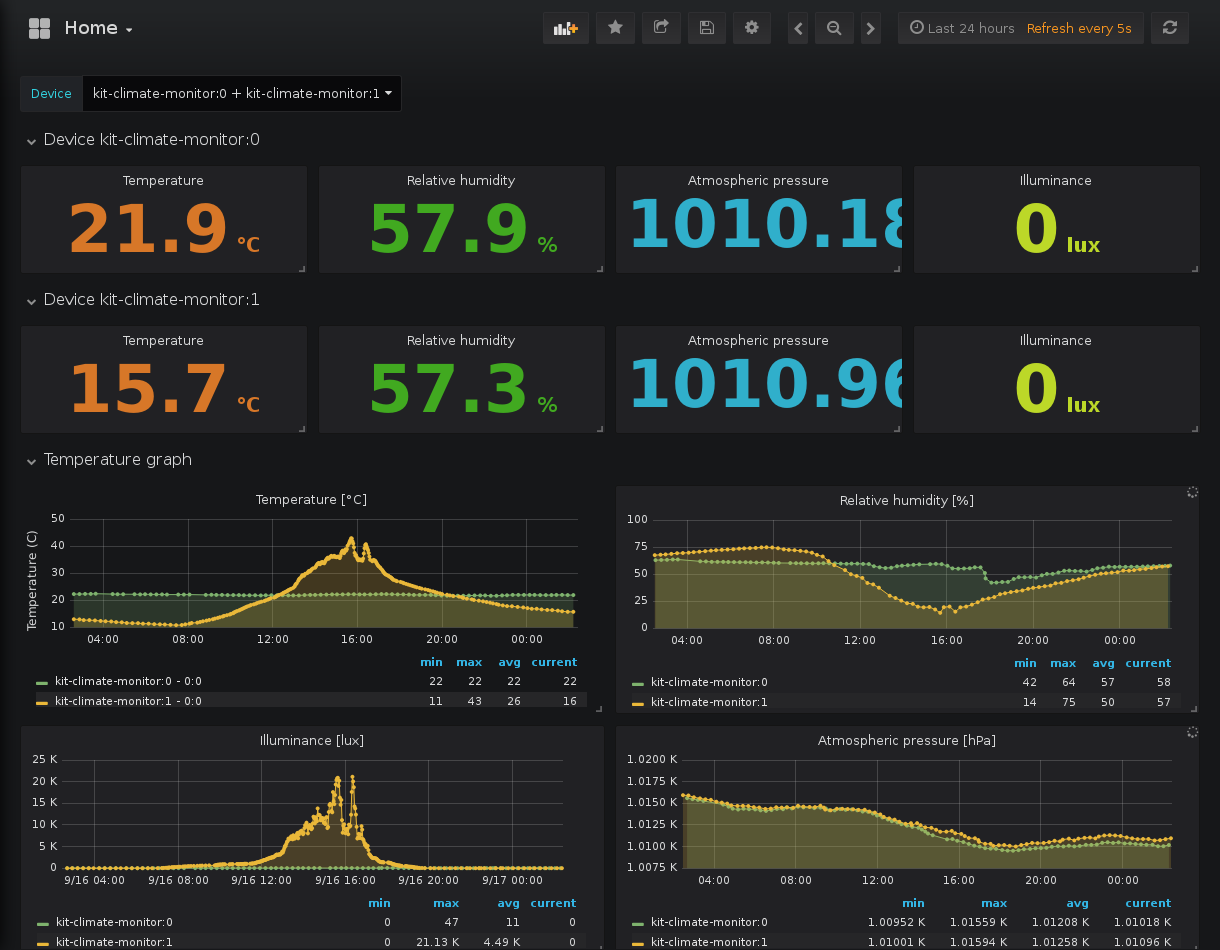 Home
Last 24 hours Refresh every 5s
Device kit-climate-monitor:0 + kit-climate-monitor:1
Device kit-climate-monitor:0
Temperature Relative humidity Atmospheric pressure Illuminance
21.9 °C 57.9 % 1010.18 0 lux
Device kit-climate-monitor:1
Temperature Relative humidity Atmospheric pressure Illuminance
15.7 °C 57.3 % 1010.96 0 lux
Temperature graph
Temperature [°C]
Temperature (C)
50
40
30
20
10
04:00 08:00 12:00 16:00 20:00 00:00
min max avg current
kit-climate-monitor:0 - 0:0 22 22 22 22
kit-climate-monitor:1 - 0:0 11 43 26 16
Relative humidity [%]
100
75
50
25
0
04:00 08:00 12:00 16:00 20:00 00:00
min max avg current
kit-climate-monitor:0 42 64 57 58
kit-climate-monitor:1 14 75 50 57
Illuminance [lux]
25 K
20 K
15 K
10 K
5 K
0
9/16 04:00 9/16 08:00 9/16 12:00 9/16 16:00 9/16 20:00 9/17 00:00
min max avg current
kit-climate-monitor:0 0 47 11 0
kit-climate-monitor:1 0 21.13 K 4.49 K 0
Atmospheric pressure [hPa]
1.0200 K
1.0175 K
1.0150 K
1.0125 K
1.0100 K
1.0075 K
04:00 08:00 12:00 16:00 20:00 00:00
min max avg current
kit-climate-monitor:0 1.00952 K 1.01559 K 1.01208 K 1.01018 K
kit-climate-monitor:1 1.01001 K 1.01594 K 1.01258 K 1.01096 K